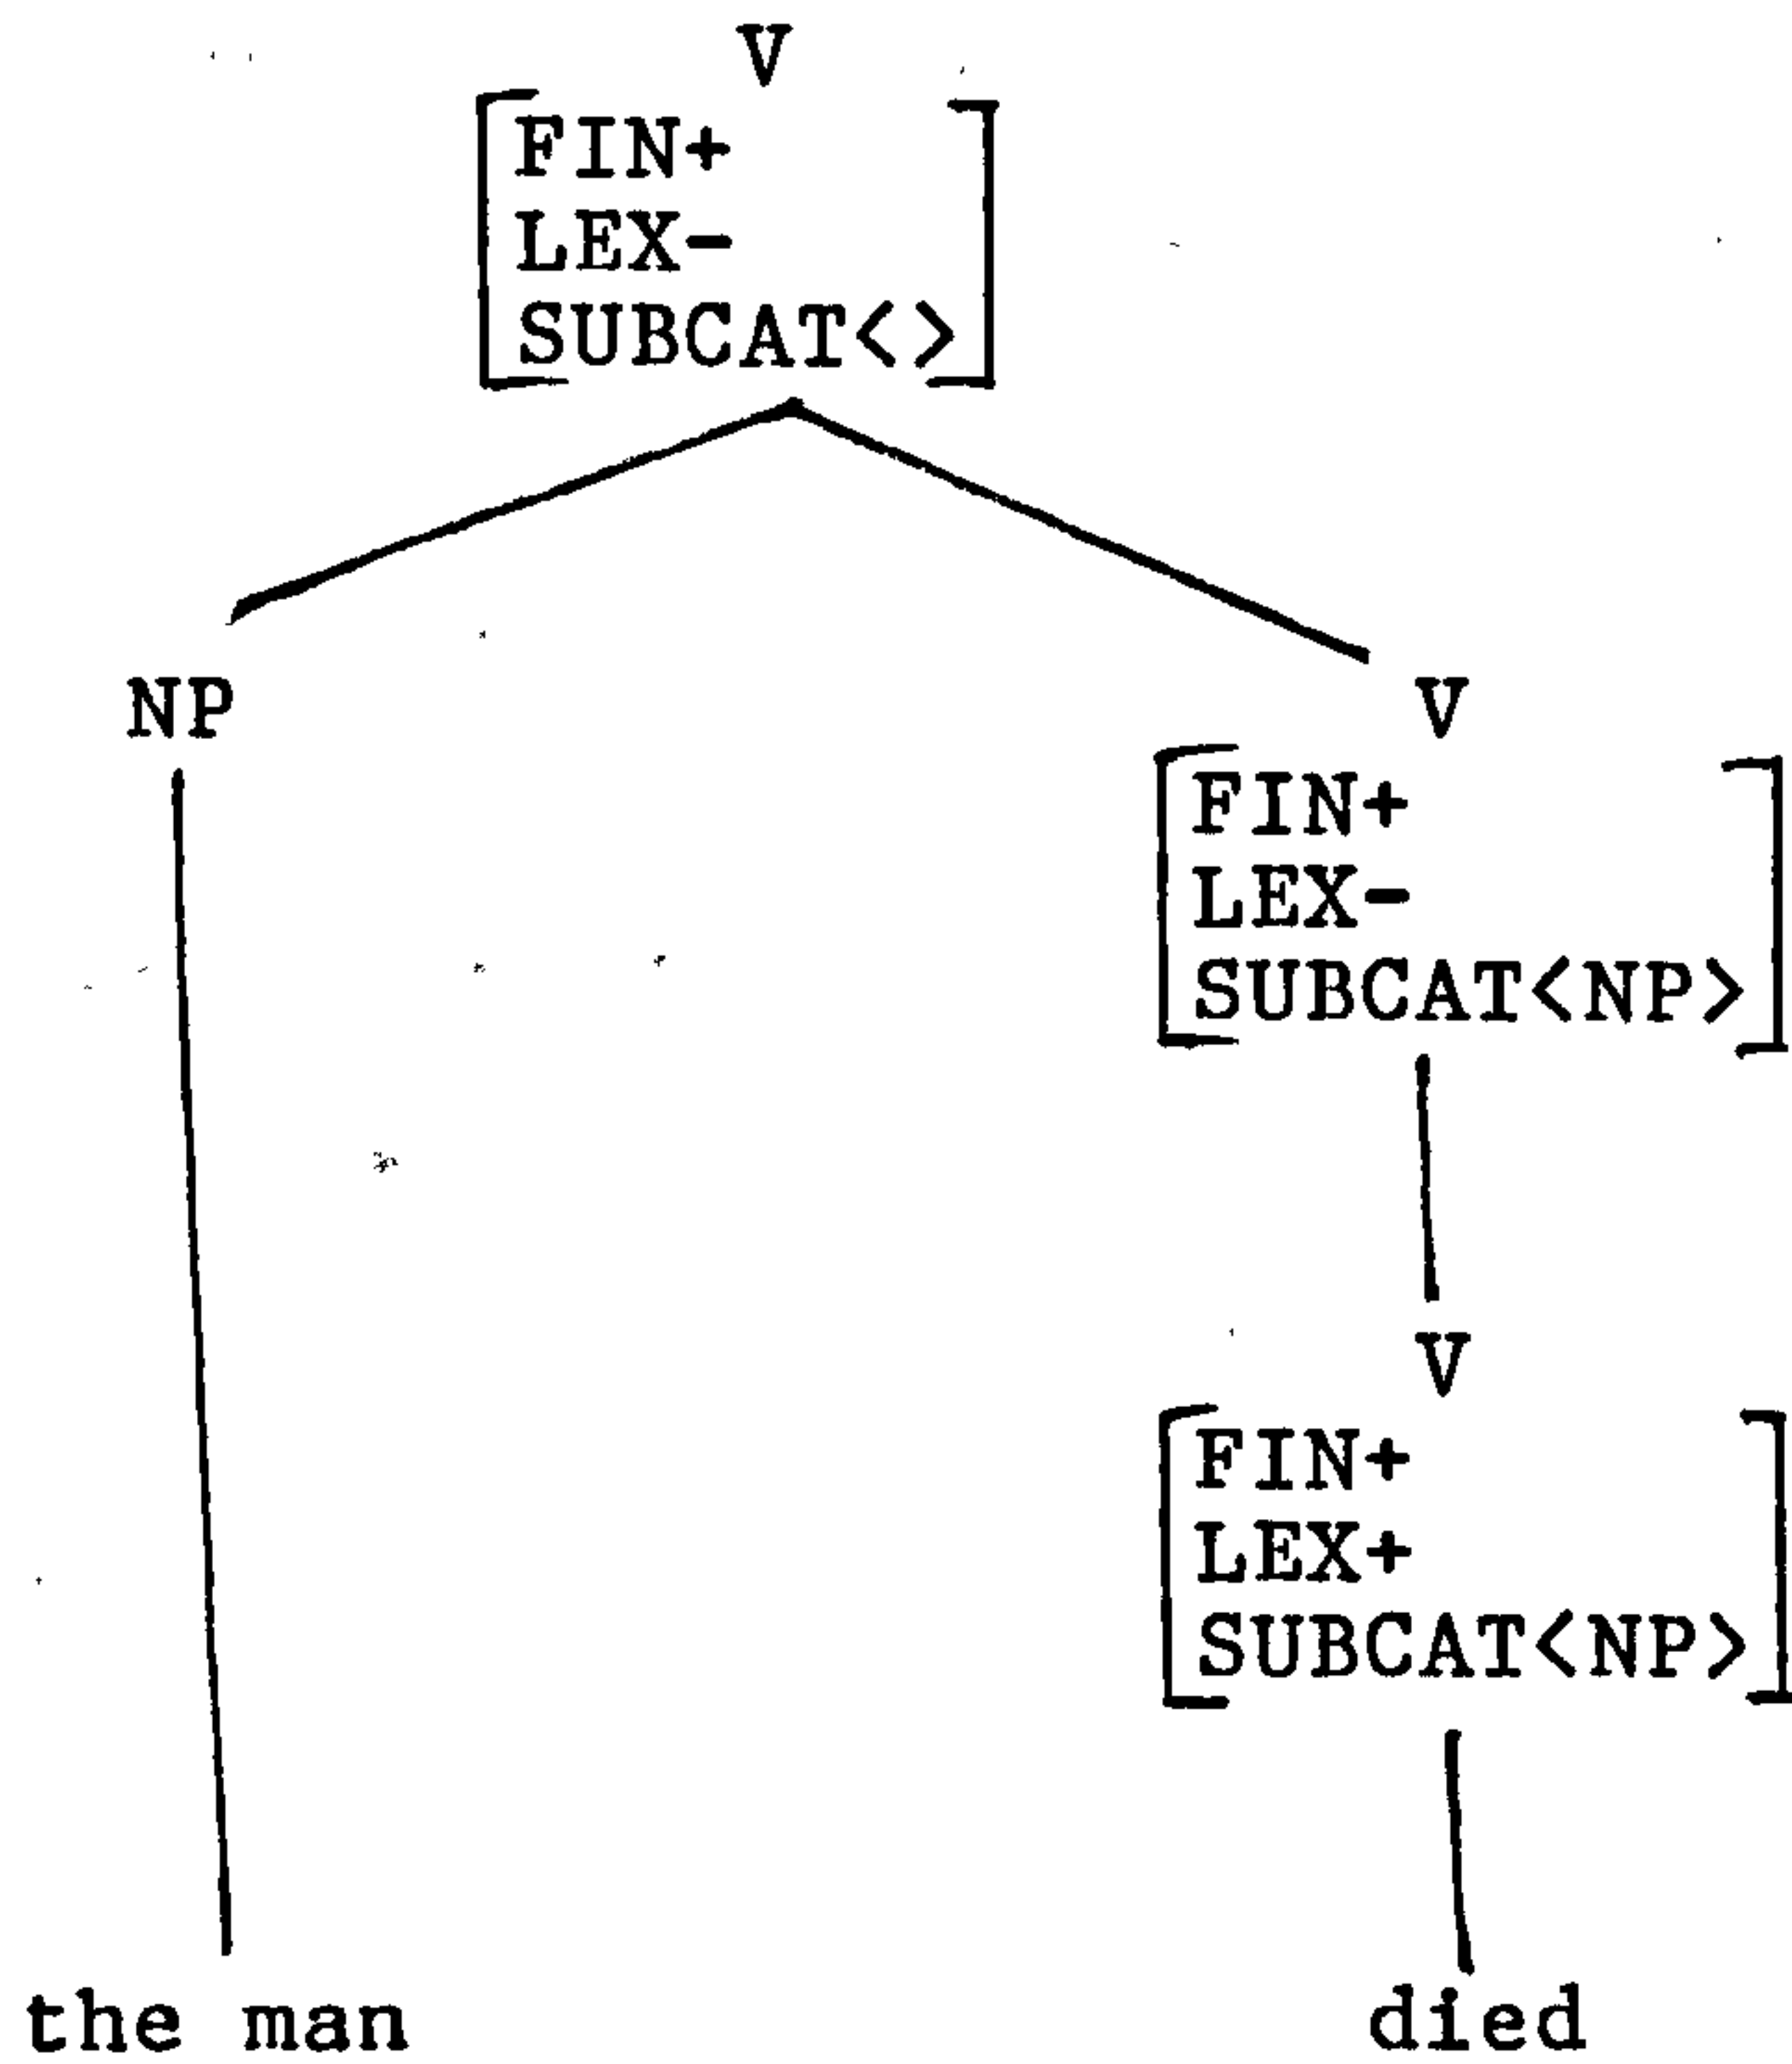 V
FIN+
LEX-
SUBCAT<>
NP
V
FIN+
LEX-
SUBCAT<NP>
V
FIN+
LEX+
SUBCAT<NP>
the man
died